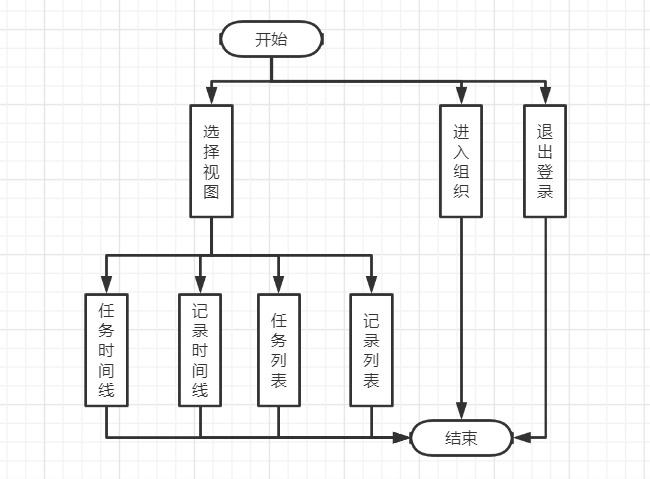 开始
选择视图
进入组织
退出登录
任务时间线
记录时间线
任务列表
记录列表
结束